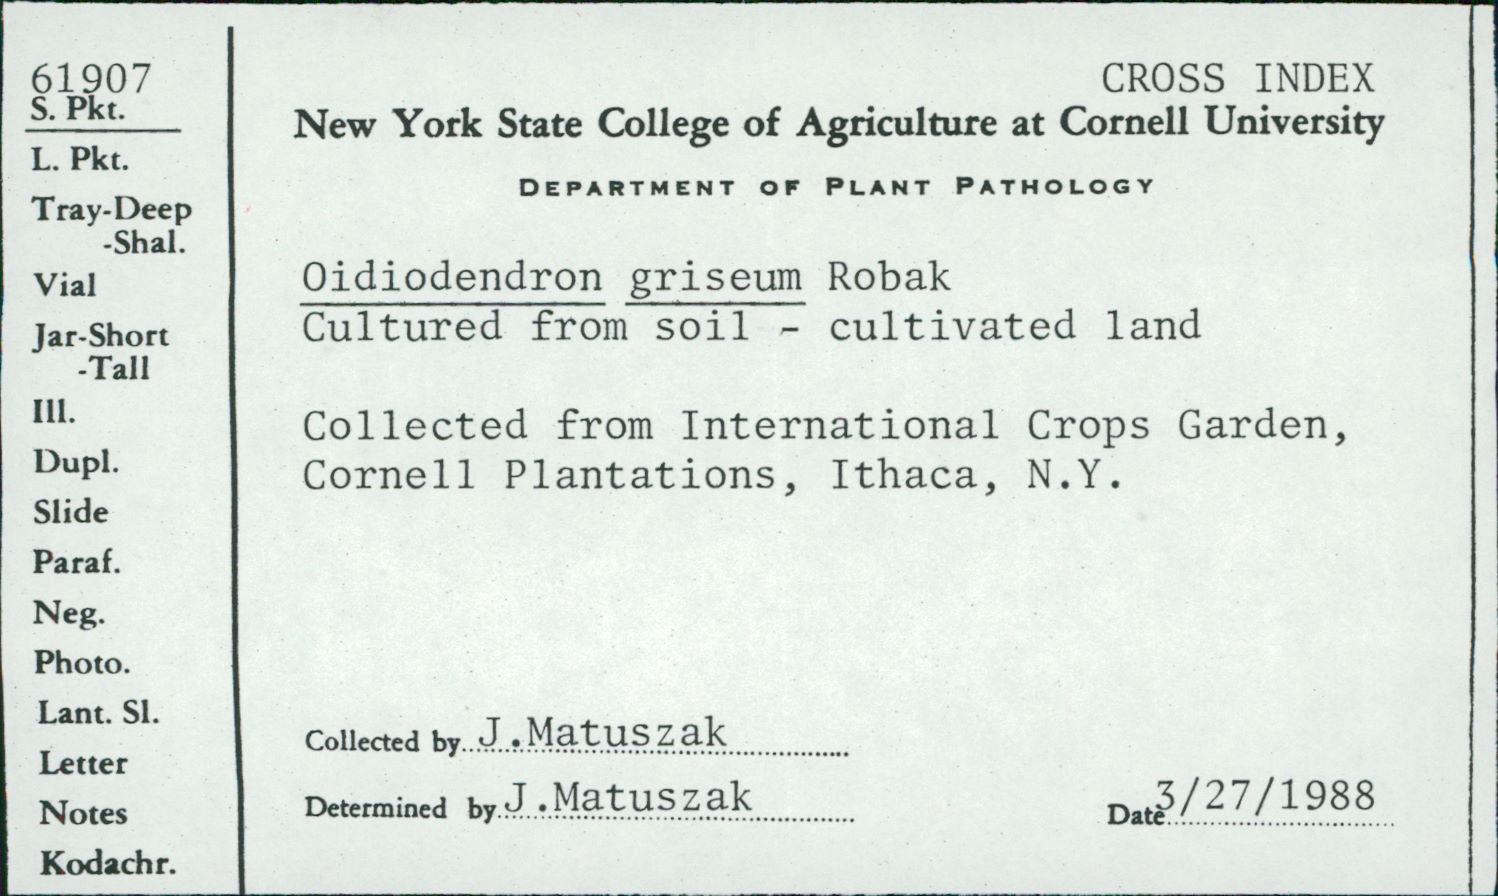 61907
S. Pkt.
L. Pkt.
Tray-Deep
-Shal.
Vial
Jar-Short
-Tall
Ill.
Dupl.
Slide
Paraf.
Neg.
Photo.
Lant. Sl.
Letter
Notes
Kodachr.
CROSS INDEX
New York State College of Agriculture at Cornell University
DEPARTMENT OF PLANT PATHOLOGY
Oidiodendron griseum Robak
Cultured from soil - cultivated land
Collected from International Crops Garden,
Cornell Plantations, Ithaca, N.Y.
Collected by J.Matuszak
Determined by J.Matuszak
Date 3/27/1988